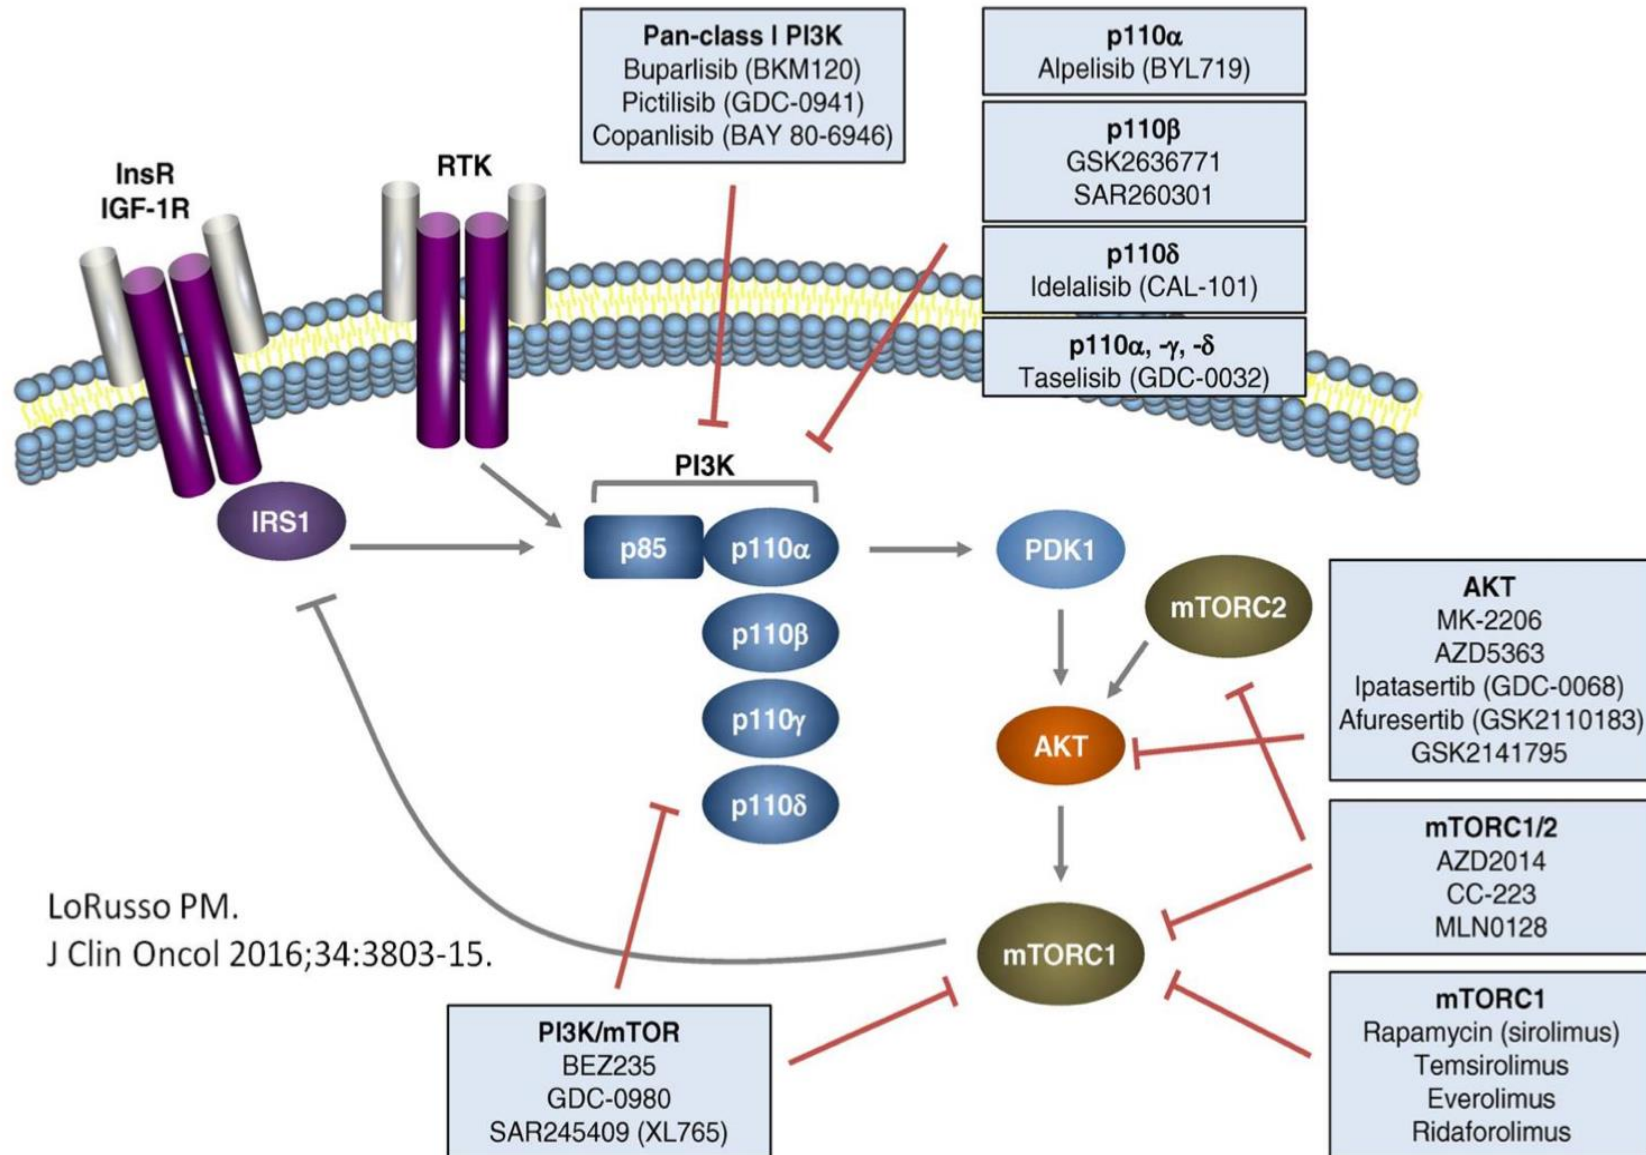 Pan-class I PI3K
Buparlisib (BKM120)
Pictilisib (GDC-0941)
Copanlisib (BAY 80-6946)
p110α
Alpelisib (BYL719)
p110β
GSK2636771
SAR260301
p110δ
Idelalisib (CAL-101)
p110α, -γ, -δ
Taselisib (GDC-0032)
InsR
IGF-1R
RTK
PI3K
IRS1
p85
p110α
p110β
p110γ
p110δ
PDK1
mTORC2
AKT
mTORC1
AKT
MK-2206
AZD5363
Ipatasertib (GDC-0068)
Afuresertib (GSK2110183)
GSK2141795
mTORC1/2
AZD2014
CC-223
MLN0128
mTORC1
Rapamycin (sirolimus)
Temsirolimus
Everolimus
Ridaforolimus
PI3K/mTOR
BEZ235
GDC-0980
SAR245409 (XL765)
LoRusso PM.
J Clin Oncol 2016;34:3803-15.